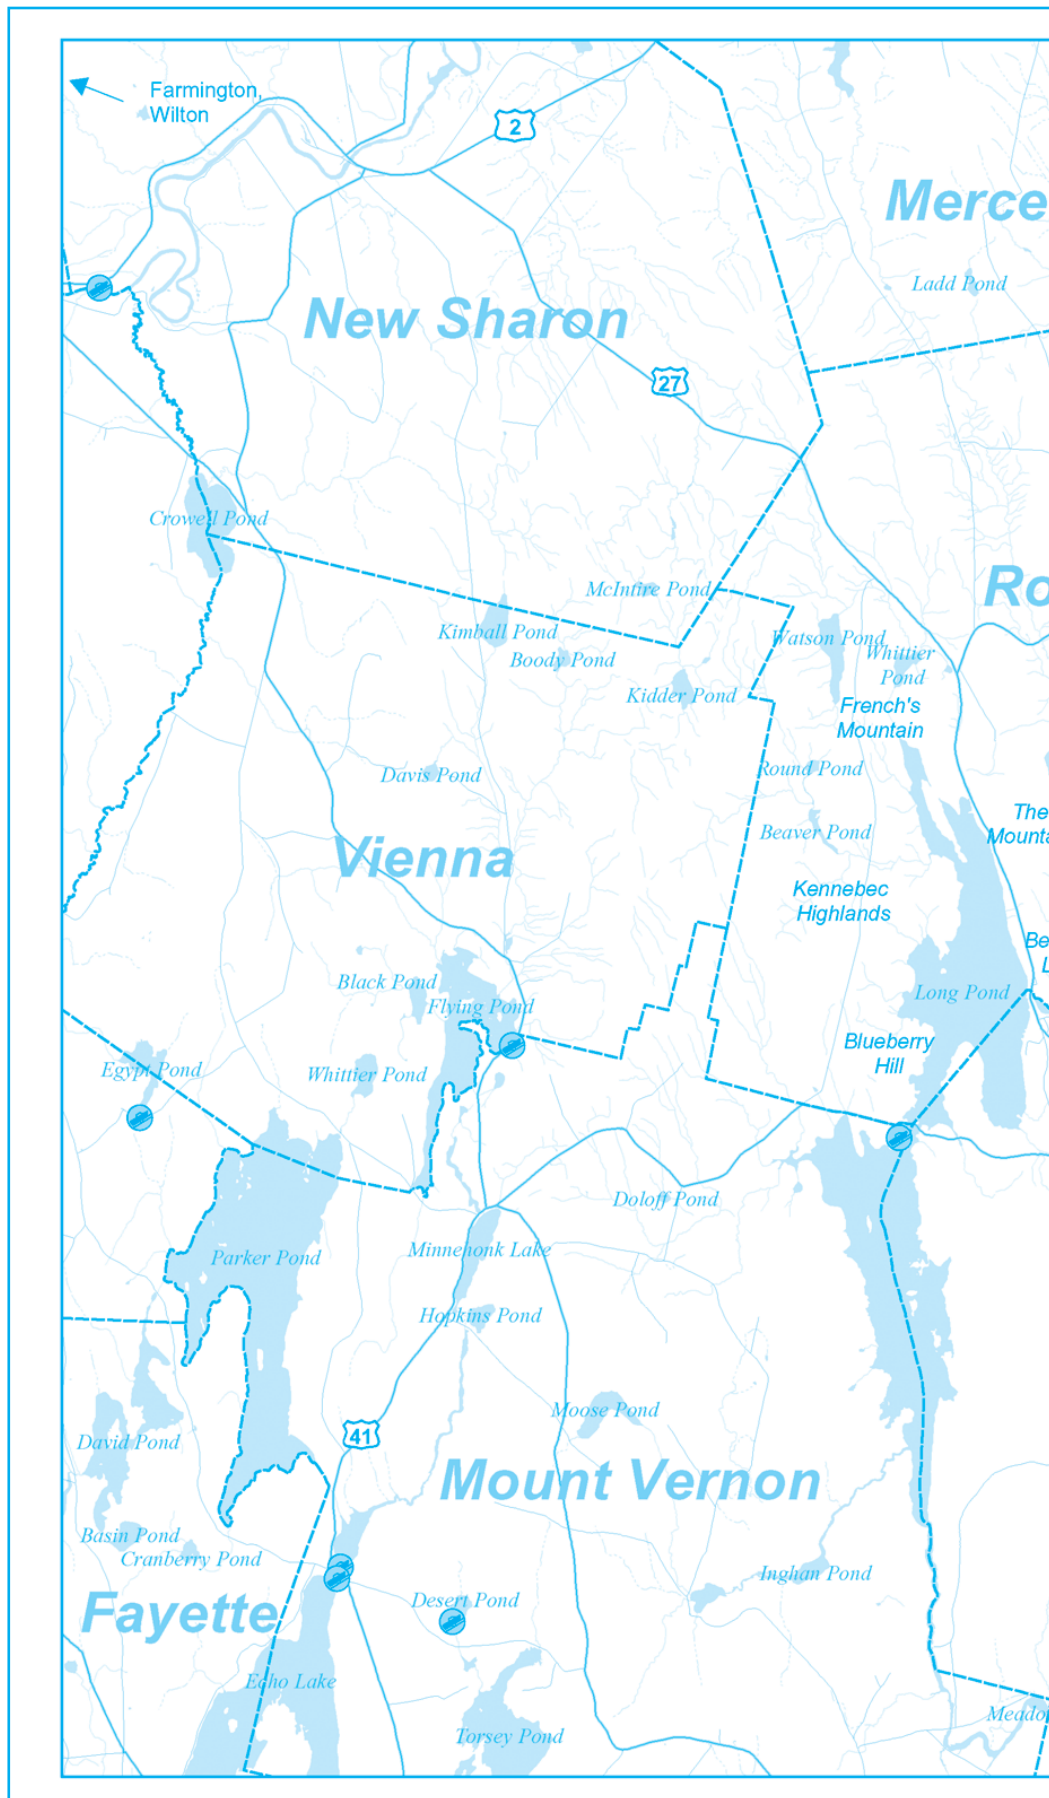 Farmington,
Wilton
2
Merce
Ladd Pond
New Sharon
27
Crowell Pond
McIntire Pond
Ro
Kimball Pond
Watson Pond
Boody Pond
Whittier
Pond
Kidder Pond
French's
Mountain
Davis Pond
Round Pond
The
Mounta
Beaver Pond
Vienna
Kennebec
Highlands
Be
L
Black Pond
Long Pond
Flying Pond
Blueberry
Hill
Egypt Pond
Whittier Pond
Doloff Pond
Parker Pond
Minnehonk Lake
Hopkins Pond
Moose Pond
41
David Pond
Mount Vernon
Basin Pond
Cranberry Pond
Inghan Pond
Fayette
Desert Pond
Echo Lake
Meado
Torsey Pond